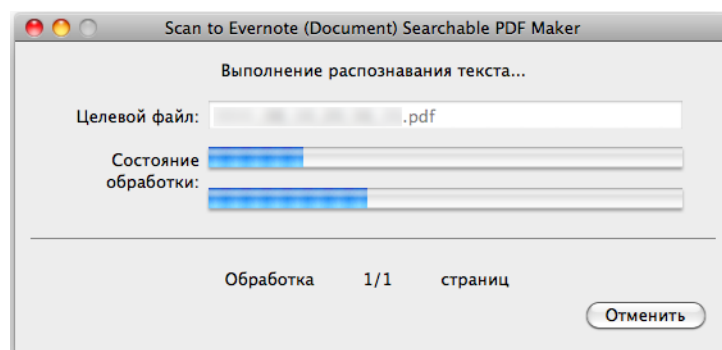 Scan to Evernote (Document) Searchable PDF Maker
Выполнение распознавания текста...
Целевой файл: .pdf
Состояние
обработки:
Обработка 1/1 страниц
Отменить